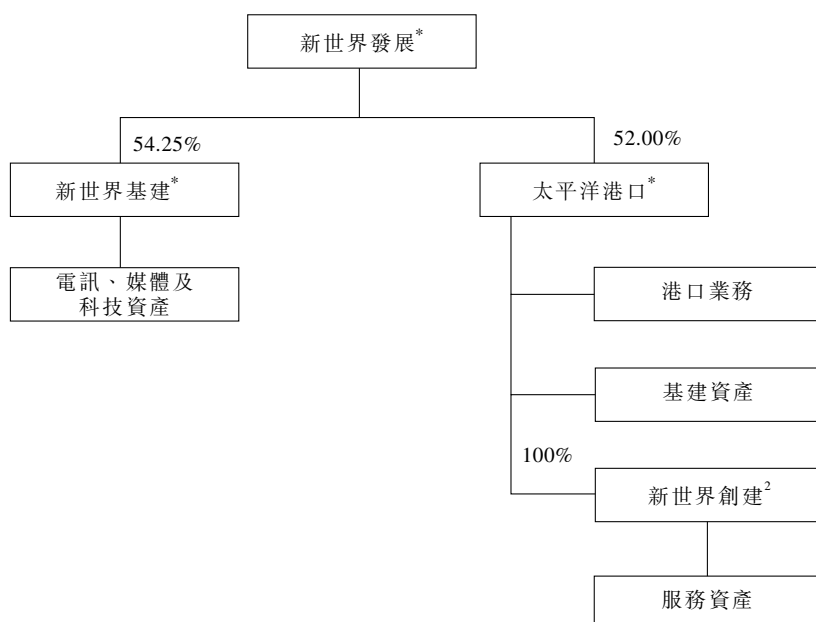 新世界發展*
54.25%
52.00%
新世界基建*
太平洋港口*
電訊、媒體及
科技資產
港口業務
基建資產
100%
新世界創建2
服務資產